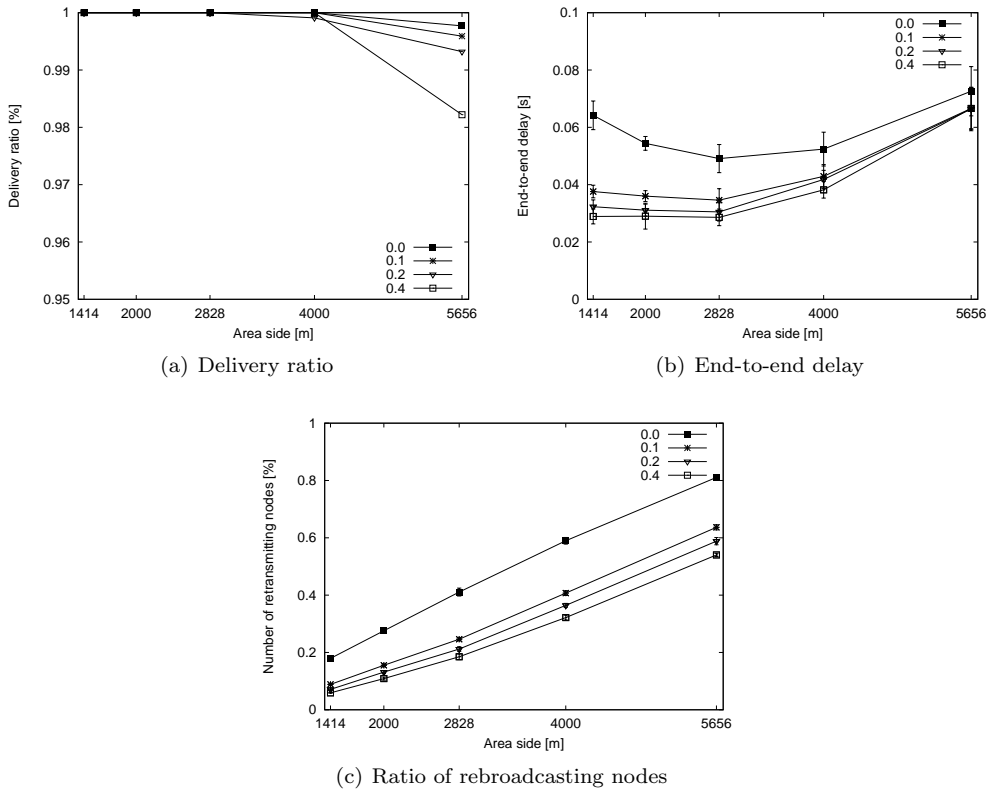 1
0.99
0.98
0.97
0.96
0.95
Delivery ratio [%]
0.0
0.1
0.2
0.4
1414 2000 2828 4000 5656
Area side [m]
(a) Delivery ratio
0.1
0.08
0.06
0.04
0.02
0
End-to-end delay [s]
0.0
0.1
0.2
0.4
1414 2000 2828 4000 5656
Area side [m]
(b) End-to-end delay
1
0.8
0.6
0.4
0.2
0
Number of retransmitting nodes [%]
0.0
0.1
0.2
0.4
1414 2000 2828 4000 5656
Area side [m]
(c) Ratio of rebroadcasting nodes